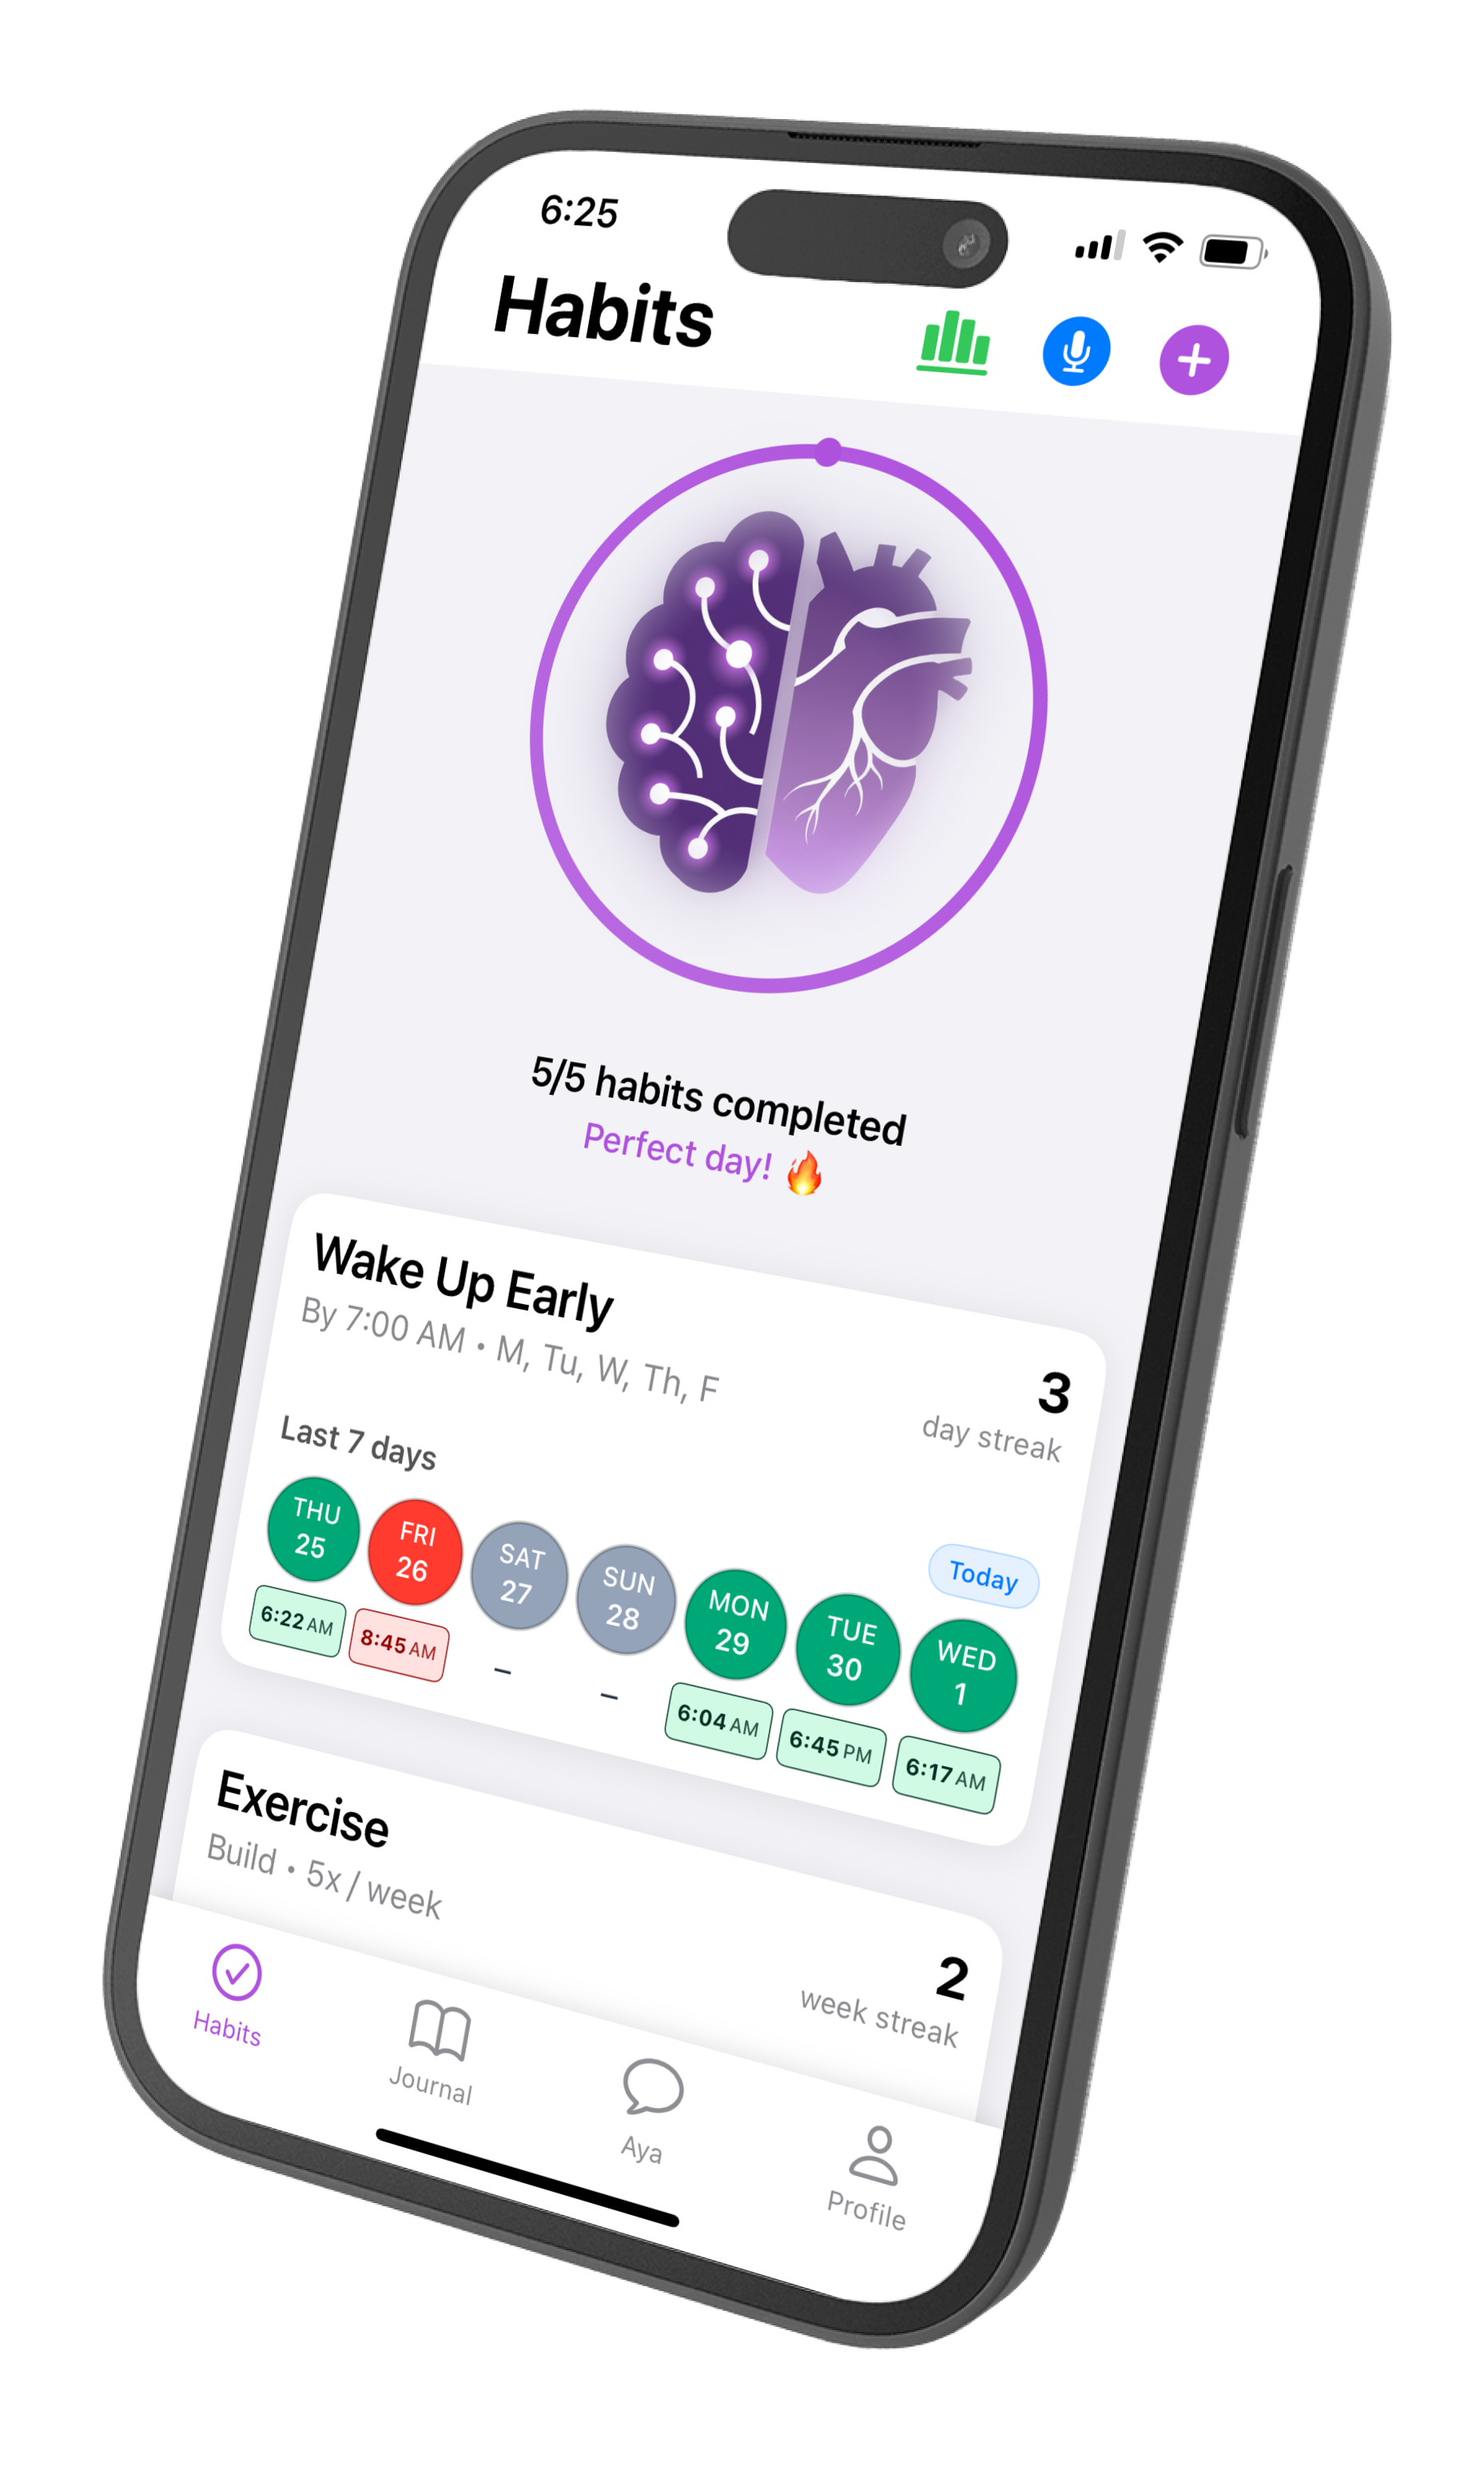 6:25
Habits
5/5 habits completed
Perfect day! 🔥
Wake Up Early
By 7:00 AM • M, Tu, W, Th, F
3
day streak
Last 7 days
Today
THU 25
FRI 26
SAT 27
SUN 28
MON 29
TUE 30
WED 1
6:22 AM
8:45 AM
–
–
6:04 AM
6:45 PM
6:17 AM
Exercise
Build • 5x / week
2
week streak
Habits
Journal
Aya
Profile